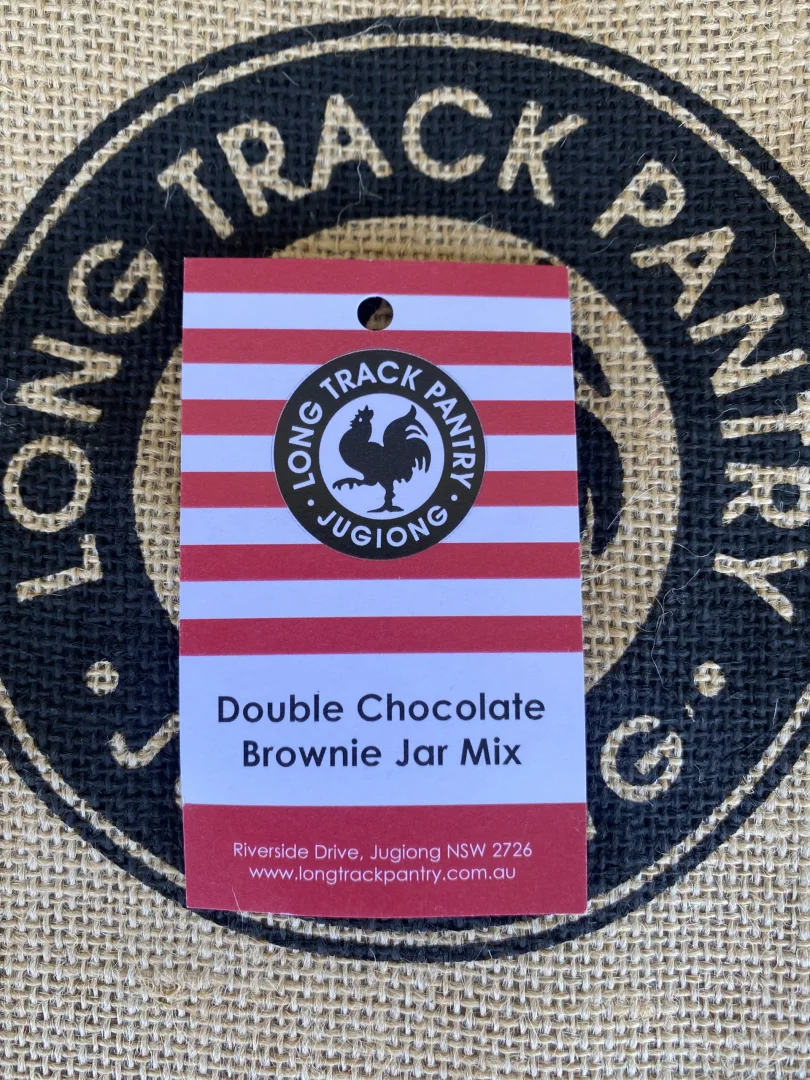 LONG TRACK PANTRY
LONG TRACK PANTRY
· JUGIONG ·
Double Chocolate
Brownie Jar Mix
Riverside Drive, Jugiong NSW 2726
www.longtrackpantry.com.au
· J G ·